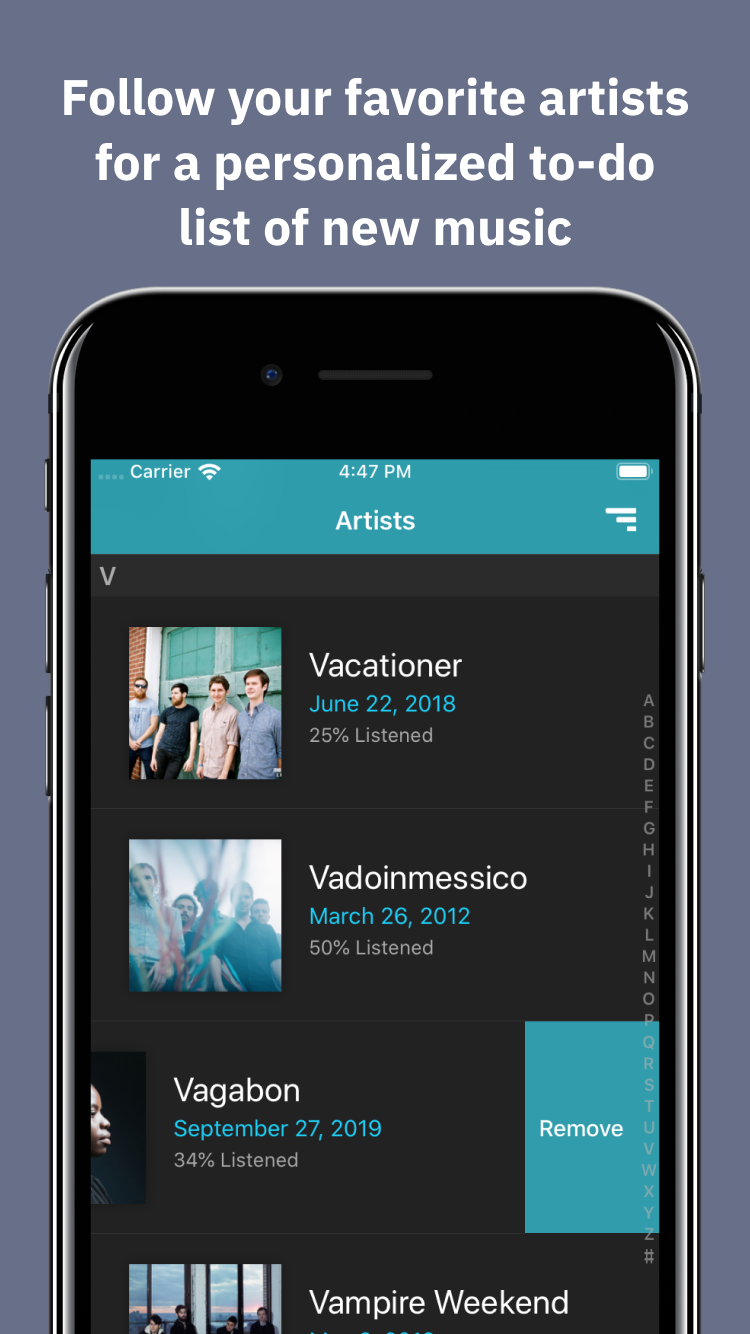 Follow your favorite artists
for a personalized to-do
list of new music
Carrier
4:47 PM
Artists
V
Vacationer
June 22, 2018
25% Listened
Vadoinmessico
March 26, 2012
50% Listened
Vagabon
September 27, 2019
34% Listened
Remove
Vampire Weekend
A
B
C
D
E
F
G
H
I
J
K
L
M
N
O
P
Q
R
S
T
U
V
W
X
Y
Z
#